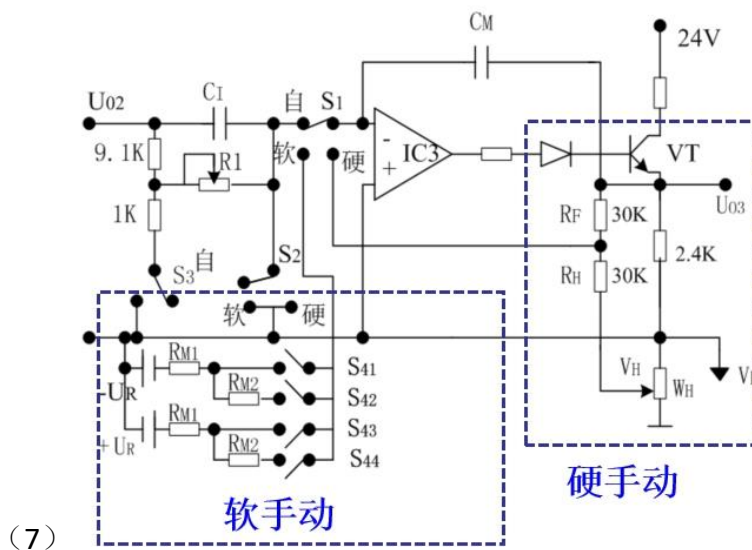 CM
24V
U02
CI
自
S1
9.1K
R1
软
硬
-
+
IC3
VT
1K
RF
30K
U03
S3
自
S2
RH
30K
2.4K
软
硬
VH
WH
-UR
RM1
S41
RM2
S42
+UR
RM1
S43
RM2
S44
软手动
硬手动
（7）